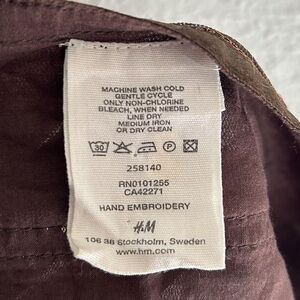 MACHINE WASH COLD
GENTLE CYCLE
ONLY NON-CHLORINE
BLEACH, WHEN NEEDED
LINE DRY
MEDIUM IRON
OR DRY CLEAN
30 P
258140
RN0101255
CA42271
HAND EMBROIDERY
H&M
106 38 Stockholm, Sweden
www.hm.com